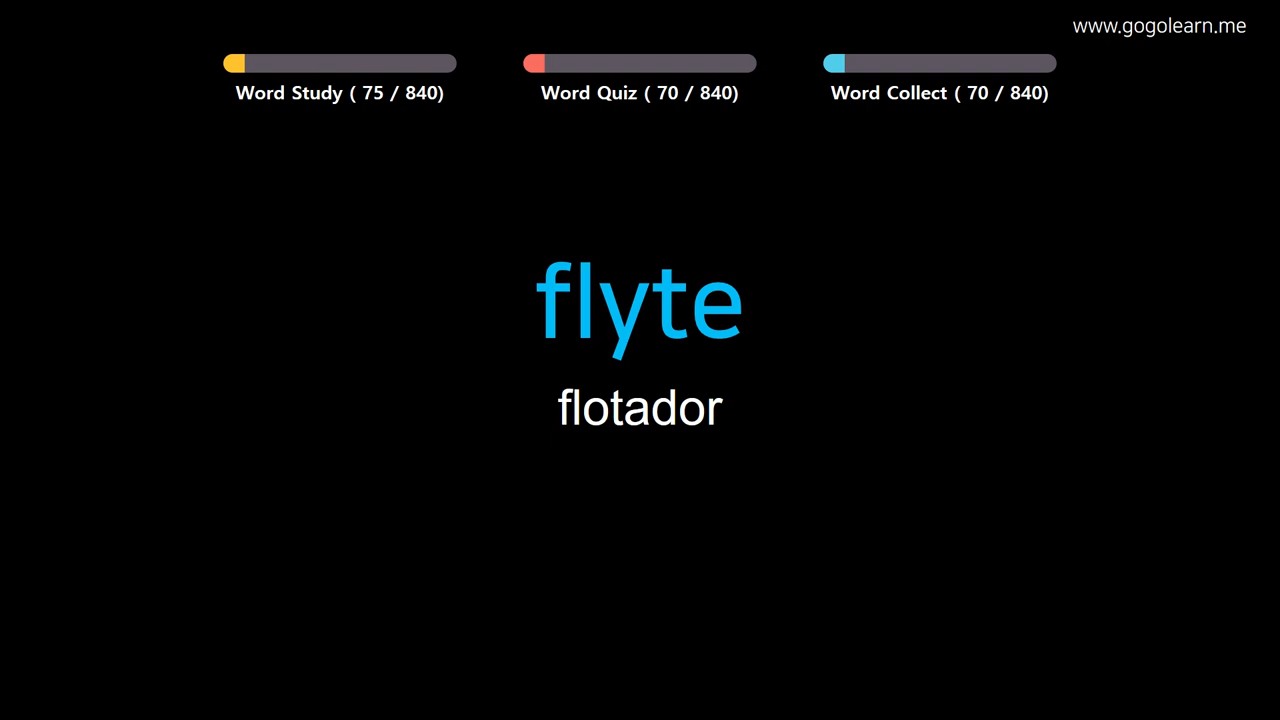 www.gogolearn.me
Word Study ( 75 / 840)
Word Quiz ( 70 / 840)
Word Collect ( 70 / 840)
flyte
flotador